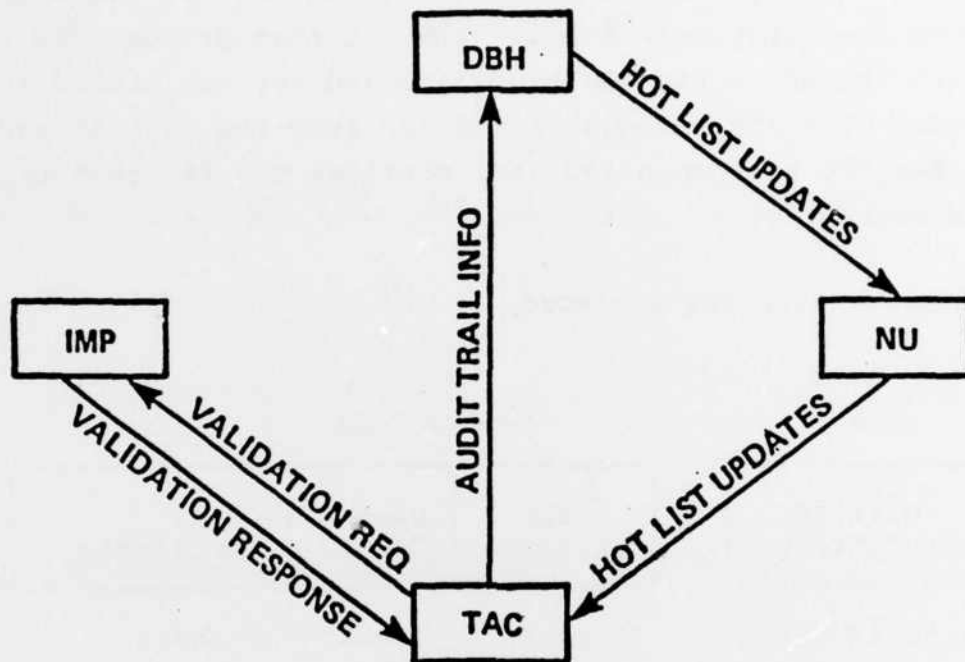 DBH
HOT LIST UPDATES
AUDIT TRAIL INFO
IMP
NU
VALIDATION REQ
VALIDATION RESPONSE
HOT LIST UPDATES
TAC